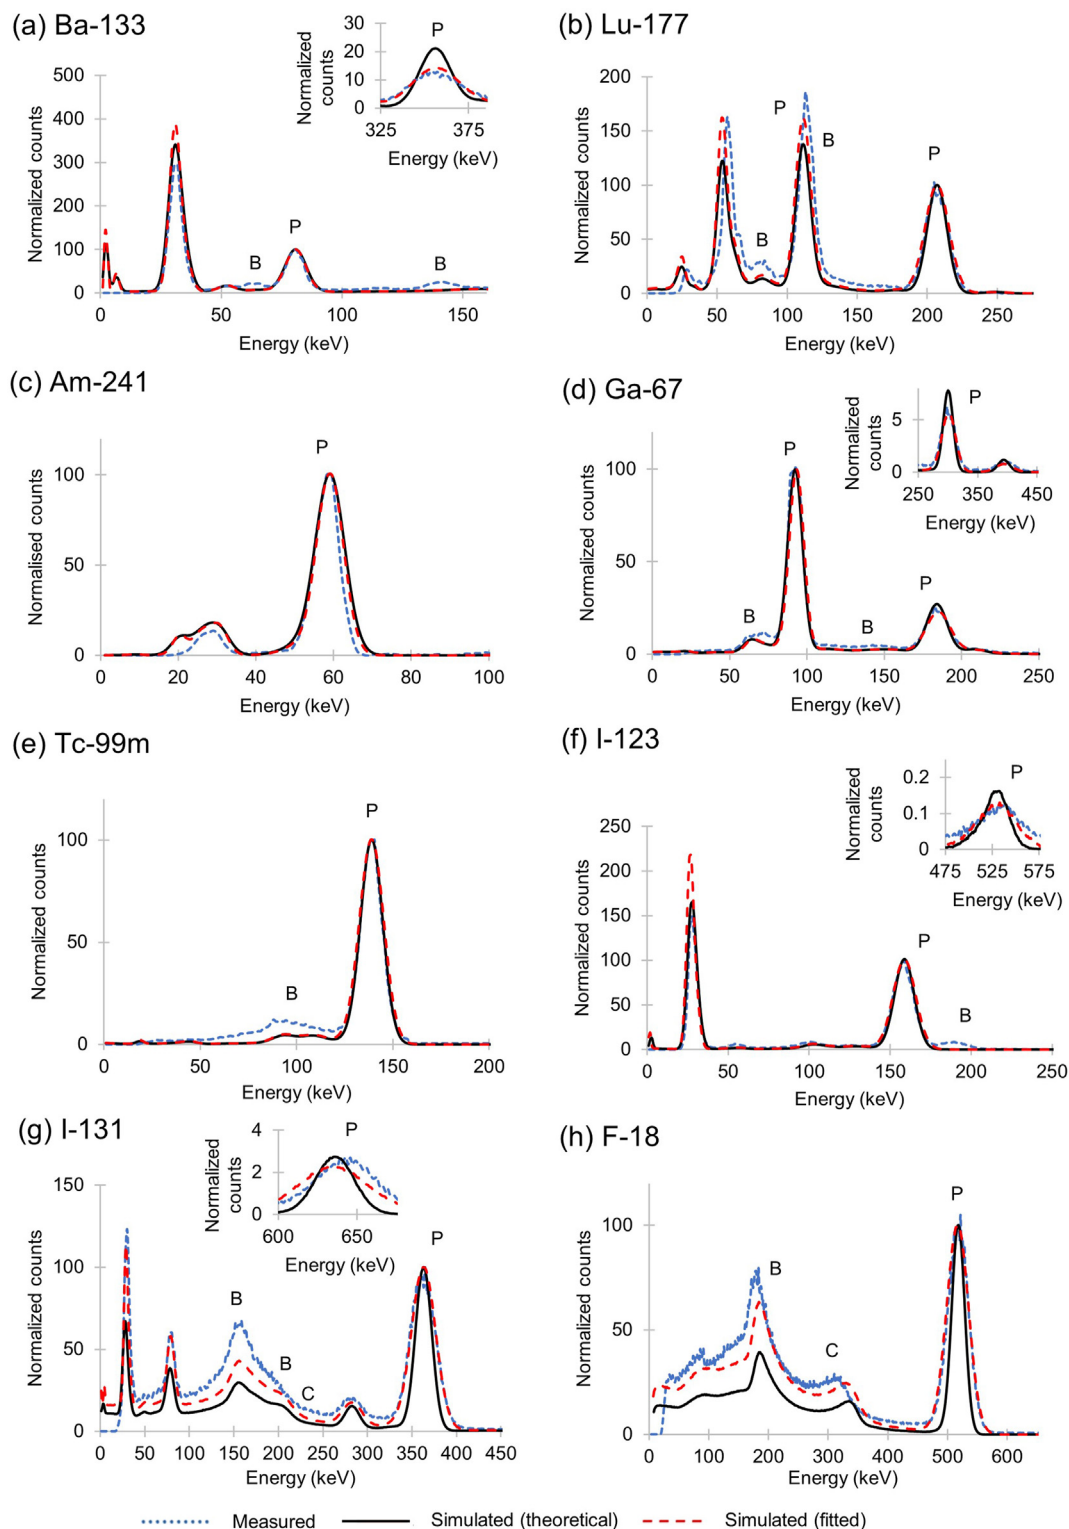 (a) Ba-133
Normalized counts
500
400
300
200
100
0
0
50
100
150
Energy (keV)
B
P
B
Normalized
counts
30
20
10
0
325
375
Energy (keV)
P
(b) Lu-177
Normalized counts
200
150
100
50
0
0
50
100
150
200
250
Energy (keV)
B
P
B
P
(c) Am-241
Normalised counts
100
50
0
0
20
40
60
80
100
Energy (keV)
P
(d) Ga-67
Normalized counts
100
50
0
0
50
100
150
200
250
Energy (keV)
B
P
B
P
Normalized
counts
5
0
250
350
450
Energy (keV)
P
(e) Tc-99m
Normalized counts
100
50
0
0
50
100
150
200
Energy (keV)
B
P
(f) I-123
Normalized counts
250
200
150
100
50
0
0
50
100
150
200
250
Energy (keV)
P
B
Normalized
counts
0.2
0.1
0
475
525
575
Energy (keV)
P
(g) I-131
Normalized counts
150
100
50
0
0
50
100
150
200
250
300
350
400
450
Energy (keV)
B
B
C
P
Normalized
counts
4
2
0
600
650
Energy (keV)
P
(h) F-18
Normalized counts
100
50
0
0
100
200
300
400
500
600
Energy (keV)
B
C
P
Measured
Simulated (theoretical)
Simulated (fitted)